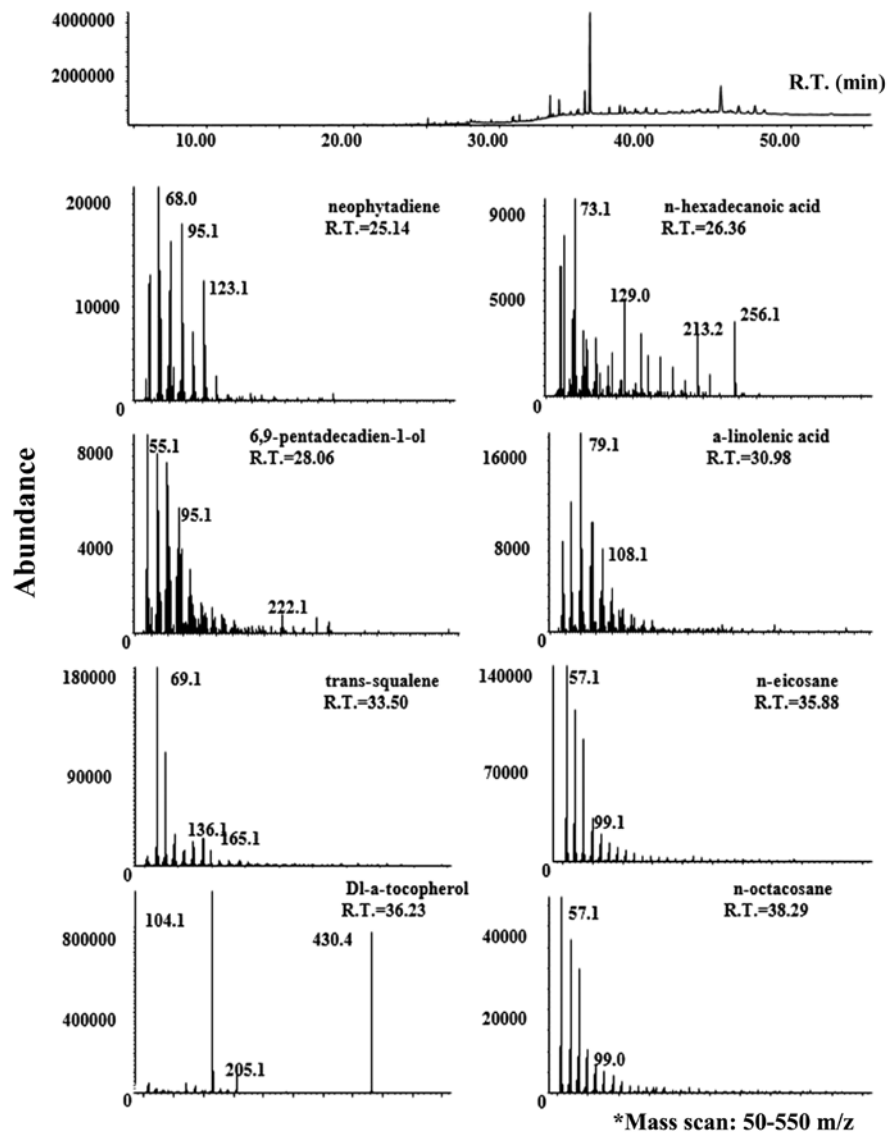 4000000
2000000
R.T. (min)
10.00 20.00 30.00 40.00 50.00
Abundance
20000
10000
0
68.0
95.1
123.1
neophytadiene
R.T.=25.14
9000
5000
0
73.1
129.0
213.2
256.1
n-hexadecanoic acid
R.T.=26.36
8000
4000
0
55.1
95.1
222.1
6,9-pentadecadien-1-ol
R.T.=28.06
16000
8000
0
79.1
108.1
a-linolenic acid
R.T.=30.98
180000
90000
0
69.1
136.1
165.1
trans-squalene
R.T.=33.50
140000
70000
0
57.1
99.1
n-eicosane
R.T.=35.88
800000
400000
0
104.1
205.1
430.4
Dl-a-tocopherol
R.T.=36.23
40000
20000
0
57.1
99.0
n-octacosane
R.T.=38.29
*Mass scan: 50-550 m/z